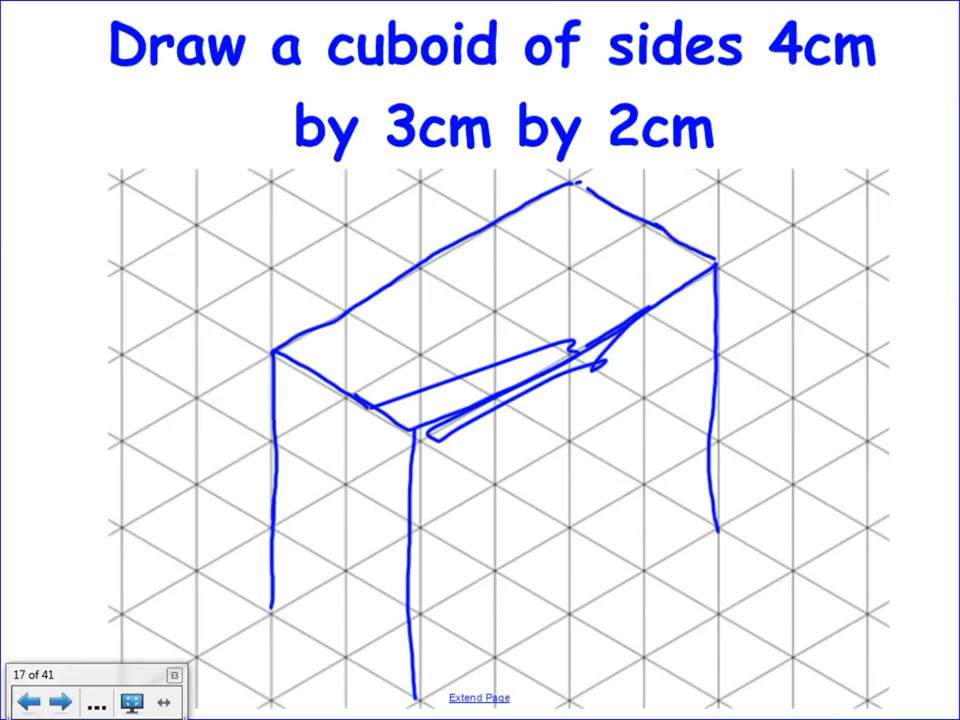 Draw a cuboid of sides 4cm
by 3cm by 2cm
17 of 41
...
Extend Page